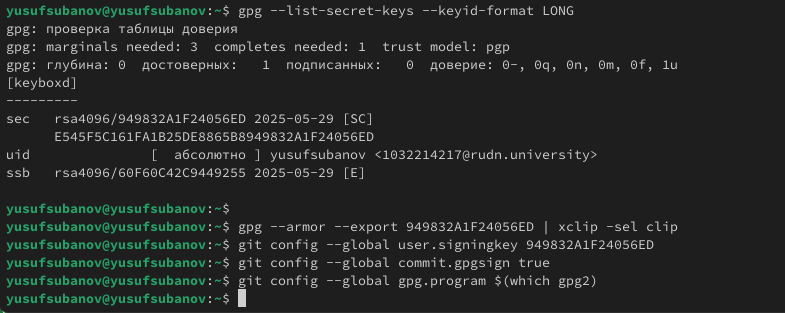 yusufsubanov@yusufsubanov:~$ gpg --list-secret-keys --keyid-format LONG
gpg: проверка таблицы доверия
gpg: marginals needed: 3  completes needed: 1  trust model: pgp
gpg: глубина: 0  достоверных:   1  подписанных:   0  доверие: 0-, 0q, 0n, 0m, 0f, 1u
[keyboxd]
---------
sec   rsa4096/949832A1F24056ED 2025-05-29 [SC]
      E545F5C161FA1B25DE8865B8949832A1F24056ED
uid               [  абсолютно ] yusufsubanov <1032214217@rudn.university>
ssb   rsa4096/60F60C42C9449255 2025-05-29 [E]

yusufsubanov@yusufsubanov:~$
yusufsubanov@yusufsubanov:~$ gpg --armor --export 949832A1F24056ED | xclip -sel clip
yusufsubanov@yusufsubanov:~$ git config --global user.signingkey 949832A1F24056ED
yusufsubanov@yusufsubanov:~$ git config --global commit.gpgsign true
yusufsubanov@yusufsubanov:~$ git config --global gpg.program $(which gpg2)
yusufsubanov@yusufsubanov:~$